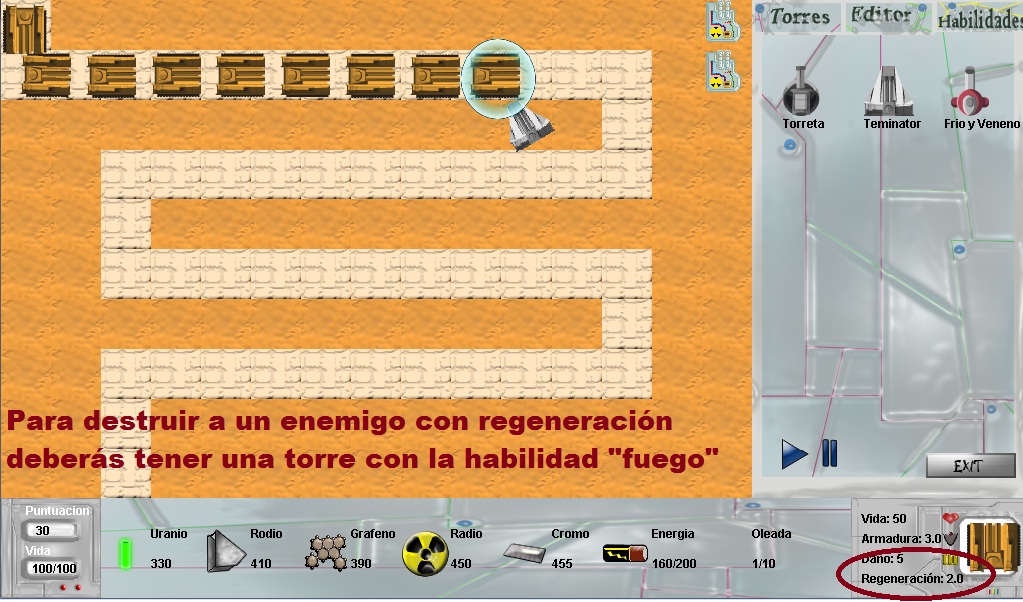 Torres
Editor
Habilidades
Torreta
Teminator
Frio y Veneno
Para destruir a un enemigo con regeneración
deberás tener una torre con la habilidad "fuego"
EXIT
Puntuacion
30
Vida
100/100
Uranio
330
Rodio
410
Grafeno
390
Radio
450
Cromo
455
Energia
160/200
Oleada
1/10
Vida: 50
Armadura: 3.0
Daño: 5
Regeneración: 2.0